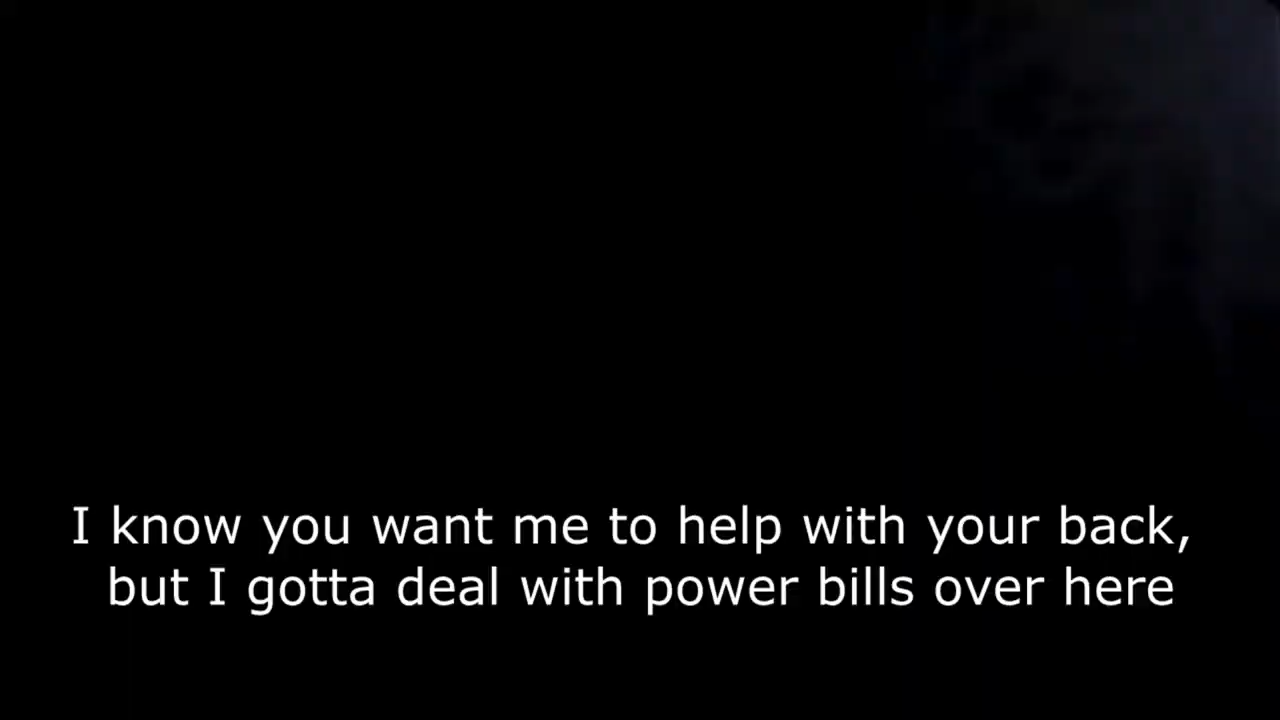 I know you want me to help with your back,
but I gotta deal with power bills over here